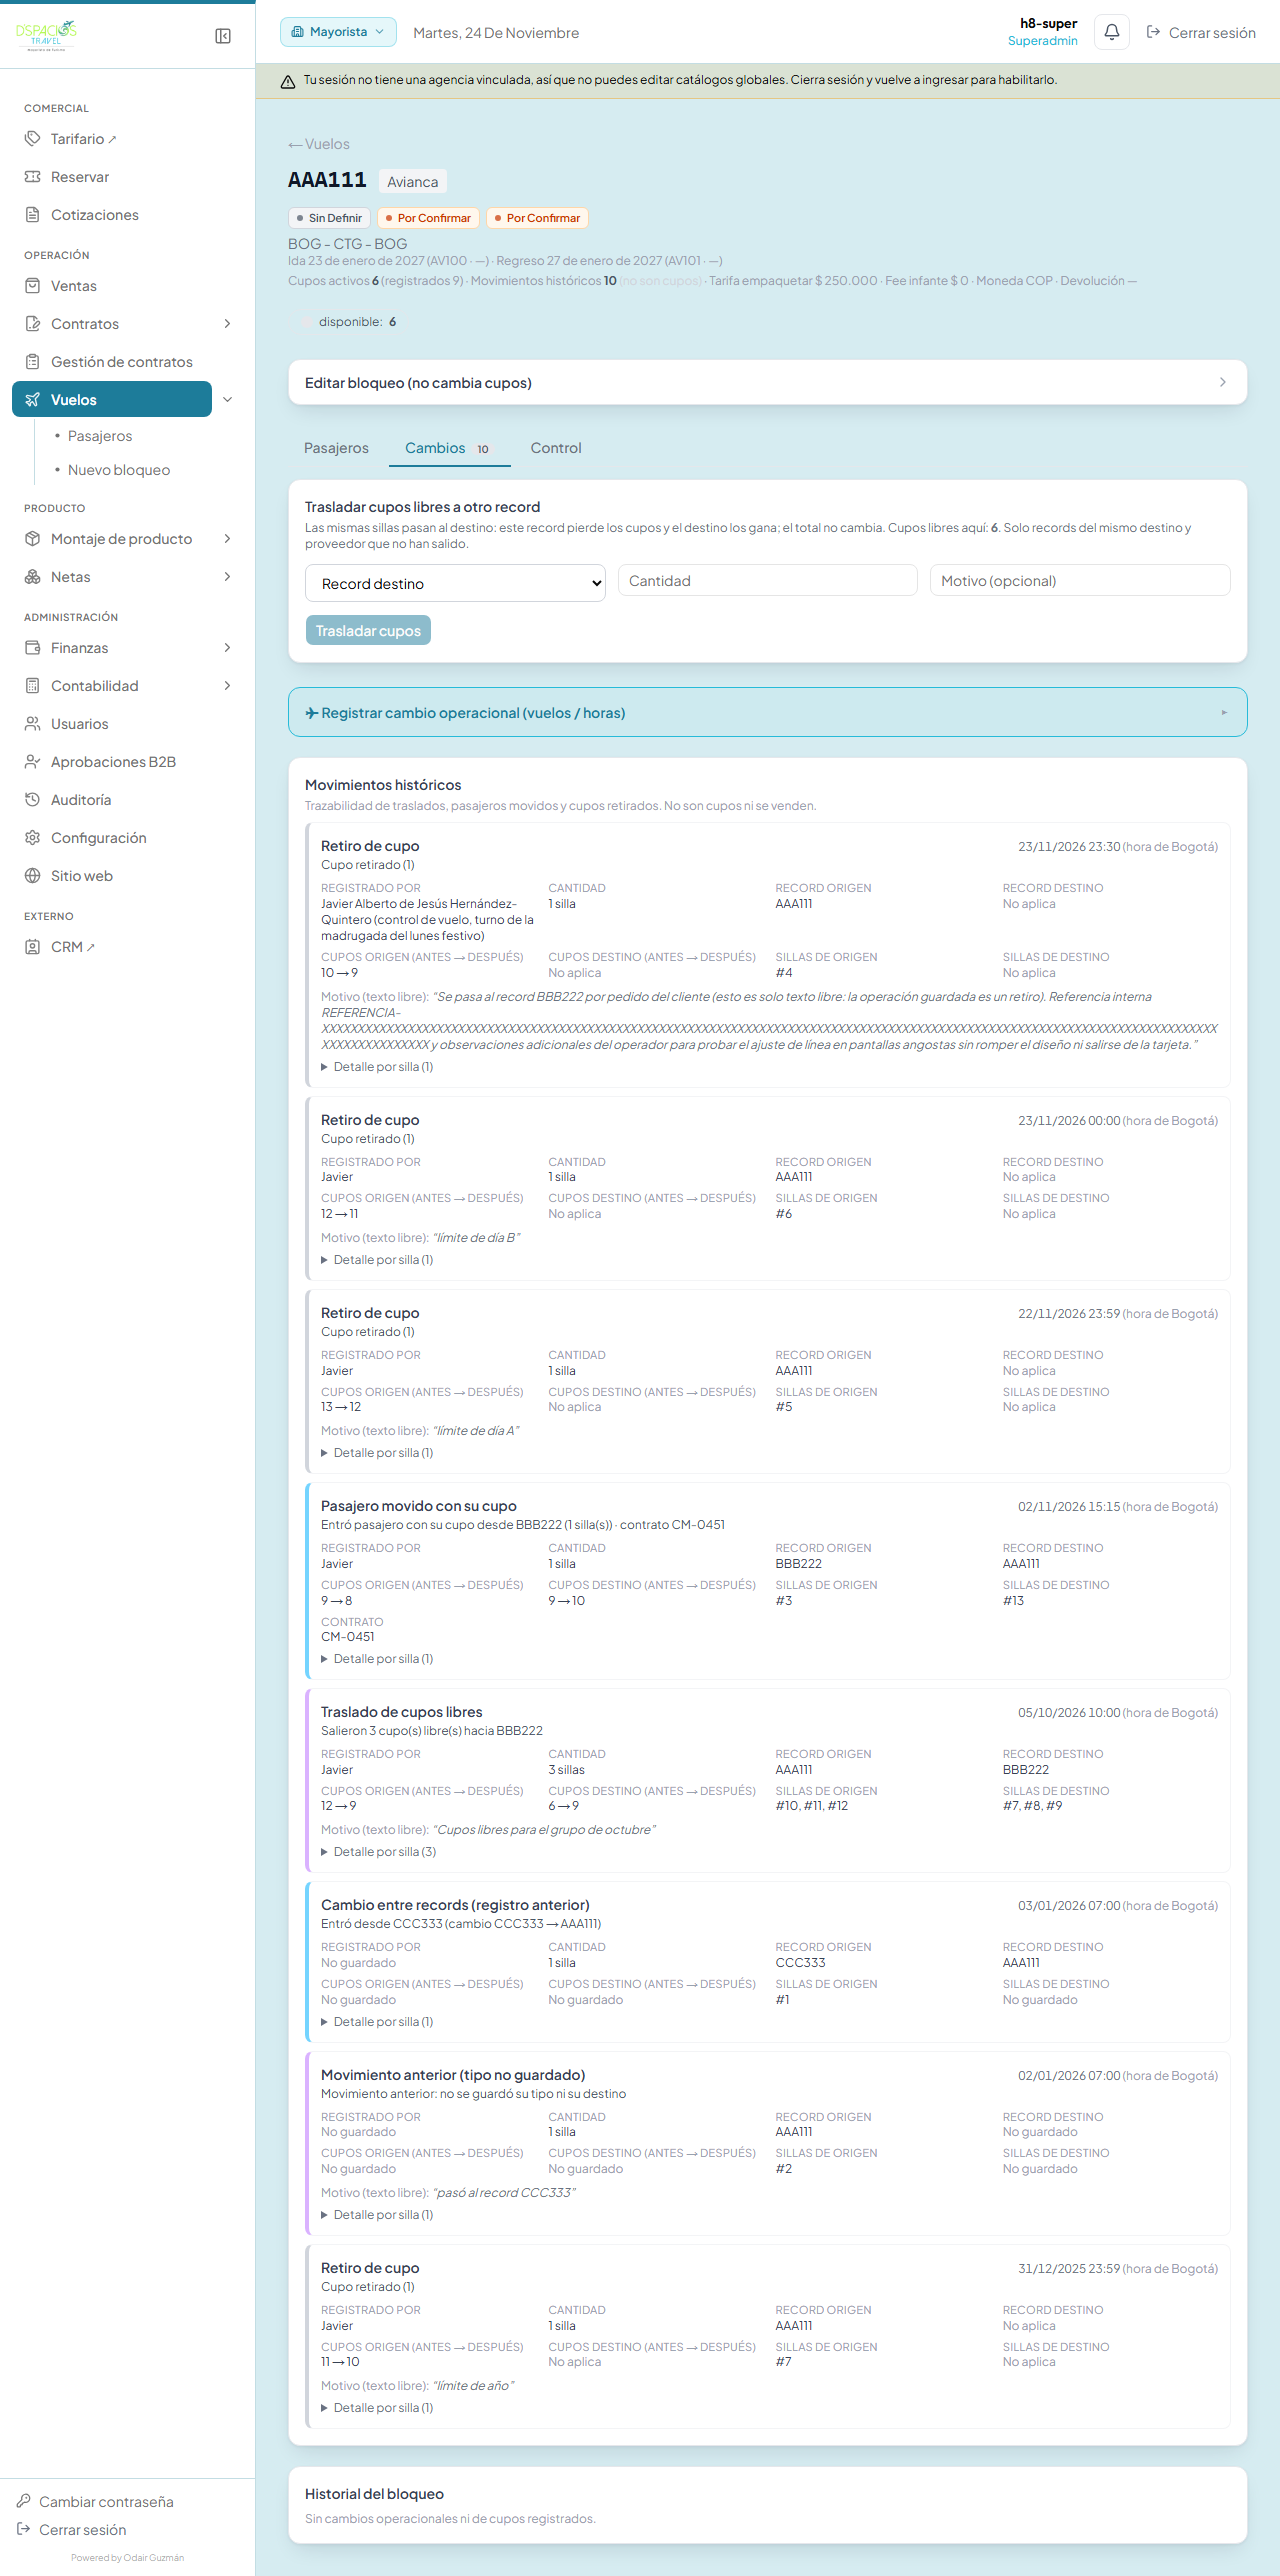 D'SPACIOS
TRAVEL
COMERCIAL
Tarifario ↗
Reservar
Cotizaciones
OPERACIÓN
Ventas
Contratos
Gestión de contratos
Vuelos
• Pasajeros
• Nuevo bloqueo
PRODUCTO
Montaje de producto
Netas
ADMINISTRACIÓN
Finanzas
Contabilidad
Usuarios
Aprobaciones B2B
Auditoría
Configuración
Sitio web
EXTERNO
CRM ↗
Cambiar contraseña
Cerrar sesión
Powered by Odair Guzmán
Mayorista
Martes, 24 De Noviembre
h8-super
Superadmin
Cerrar sesión
Tu sesión no tiene una agencia vinculada, así que no puedes editar catálogos globales. Cierra sesión y vuelve a ingresar para habilitarlo.
← Vuelos
AAA111 Avianca
Sin Definir Por Confirmar Por Confirmar
BOG - CTG - BOG
Ida 23 de enero de 2027 (AV100 · —) · Regreso 27 de enero de 2027 (AV101 · —)
Cupos activos 6 (registrados 9) · Movimientos históricos 10 (no son cupos) · Tarifa empaquetar $ 250.000 · Fee infante $ 0 · Moneda COP · Devolución —
disponible: 6
Editar bloqueo (no cambia cupos)
Pasajeros Cambios 10 Control
Trasladar cupos libres a otro record
Las mismas sillas pasan al destino: este record pierde los cupos y el destino los gana; el total no cambia. Cupos libres aquí: 6. Solo records del mismo destino y
proveedor que no han salido.
Record destino Cantidad Motivo (opcional)
Trasladar cupos
✈ Registrar cambio operacional (vuelos / horas)
Movimientos históricos
Trazabilidad de traslados, pasajeros movidos y cupos retirados. No son cupos ni se venden.
Retiro de cupo 23/11/2026 23:30 (hora de Bogotá)
Cupo retirado (1)
REGISTRADO POR CANTIDAD RECORD ORIGEN RECORD DESTINO
Javier Alberto de Jesús Hernández- 1 silla AAA111 No aplica
Quintero (control de vuelo, turno de la
madrugada del lunes festivo)
CUPOS ORIGEN (ANTES → DESPUÉS) CUPOS DESTINO (ANTES → DESPUÉS) SILLAS DE ORIGEN SILLAS DE DESTINO
10 → 9 No aplica #4 No aplica
Motivo (texto libre): “Se pasa al record BBB222 por pedido del cliente (esto es solo texto libre: la operación guardada es un retiro). Referencia interna
REFERENCIA-
XXXXXXXXXXXXXXXXXXXXXXXXXXXXXXXXXXXXXXXXXXXXXXXXXXXXXXXXXXXXXXXXXXXXXXXXXXXXXXXXXXXXXXXXXXXXXXXXXXXXXXXXXXXXXXXXXXXXXXXXXXXXXX
XXXXXXXXXXXXXXX y observaciones adicionales del operador para probar el ajuste de línea en pantallas angostas sin romper el diseño ni salirse de la tarjeta.”
▶ Detalle por silla (1)
Retiro de cupo 23/11/2026 00:00 (hora de Bogotá)
Cupo retirado (1)
REGISTRADO POR CANTIDAD RECORD ORIGEN RECORD DESTINO
Javier 1 silla AAA111 No aplica
CUPOS ORIGEN (ANTES → DESPUÉS) CUPOS DESTINO (ANTES → DESPUÉS) SILLAS DE ORIGEN SILLAS DE DESTINO
12 → 11 No aplica #6 No aplica
Motivo (texto libre): “límite de día B”
▶ Detalle por silla (1)
Retiro de cupo 22/11/2026 23:59 (hora de Bogotá)
Cupo retirado (1)
REGISTRADO POR CANTIDAD RECORD ORIGEN RECORD DESTINO
Javier 1 silla AAA111 No aplica
CUPOS ORIGEN (ANTES → DESPUÉS) CUPOS DESTINO (ANTES → DESPUÉS) SILLAS DE ORIGEN SILLAS DE DESTINO
13 → 12 No aplica #5 No aplica
Motivo (texto libre): “límite de día A”
▶ Detalle por silla (1)
Pasajero movido con su cupo 02/11/2026 15:15 (hora de Bogotá)
Entró pasajero con su cupo desde BBB222 (1 silla(s)) · contrato CM-0451
REGISTRADO POR CANTIDAD RECORD ORIGEN RECORD DESTINO
Javier 1 silla BBB222 AAA111
CUPOS ORIGEN (ANTES → DESPUÉS) CUPOS DESTINO (ANTES → DESPUÉS) SILLAS DE ORIGEN SILLAS DE DESTINO
9 → 8 9 → 10 #3 #13
CONTRATO
CM-0451
▶ Detalle por silla (1)
Traslado de cupos libres 05/10/2026 10:00 (hora de Bogotá)
Salieron 3 cupo(s) libre(s) hacia BBB222
REGISTRADO POR CANTIDAD RECORD ORIGEN RECORD DESTINO
Javier 3 sillas AAA111 BBB222
CUPOS ORIGEN (ANTES → DESPUÉS) CUPOS DESTINO (ANTES → DESPUÉS) SILLAS DE ORIGEN SILLAS DE DESTINO
12 → 9 6 → 9 #10, #11, #12 #7, #8, #9
Motivo (texto libre): “Cupos libres para el grupo de octubre”
▶ Detalle por silla (3)
Cambio entre records (registro anterior) 03/01/2026 07:00 (hora de Bogotá)
Entró desde CCC333 (cambio CCC333 → AAA111)
REGISTRADO POR CANTIDAD RECORD ORIGEN RECORD DESTINO
No guardado 1 silla CCC333 AAA111
CUPOS ORIGEN (ANTES → DESPUÉS) CUPOS DESTINO (ANTES → DESPUÉS) SILLAS DE ORIGEN SILLAS DE DESTINO
No guardado No guardado #1 No guardado
▶ Detalle por silla (1)
Movimiento anterior (tipo no guardado) 02/01/2026 07:00 (hora de Bogotá)
Movimiento anterior: no se guardó su tipo ni su destino
REGISTRADO POR CANTIDAD RECORD ORIGEN RECORD DESTINO
No guardado 1 silla AAA111 No guardado
CUPOS ORIGEN (ANTES → DESPUÉS) CUPOS DESTINO (ANTES → DESPUÉS) SILLAS DE ORIGEN SILLAS DE DESTINO
No guardado No guardado #2 No guardado
Motivo (texto libre): “pasó al record CCC333”
▶ Detalle por silla (1)
Retiro de cupo 31/12/2025 23:59 (hora de Bogotá)
Cupo retirado (1)
REGISTRADO POR CANTIDAD RECORD ORIGEN RECORD DESTINO
Javier 1 silla AAA111 No aplica
CUPOS ORIGEN (ANTES → DESPUÉS) CUPOS DESTINO (ANTES → DESPUÉS) SILLAS DE ORIGEN SILLAS DE DESTINO
11 → 10 No aplica #7 No aplica
Motivo (texto libre): “límite de año”
▶ Detalle por silla (1)
Historial del bloqueo
Sin cambios operacionales ni de cupos registrados.